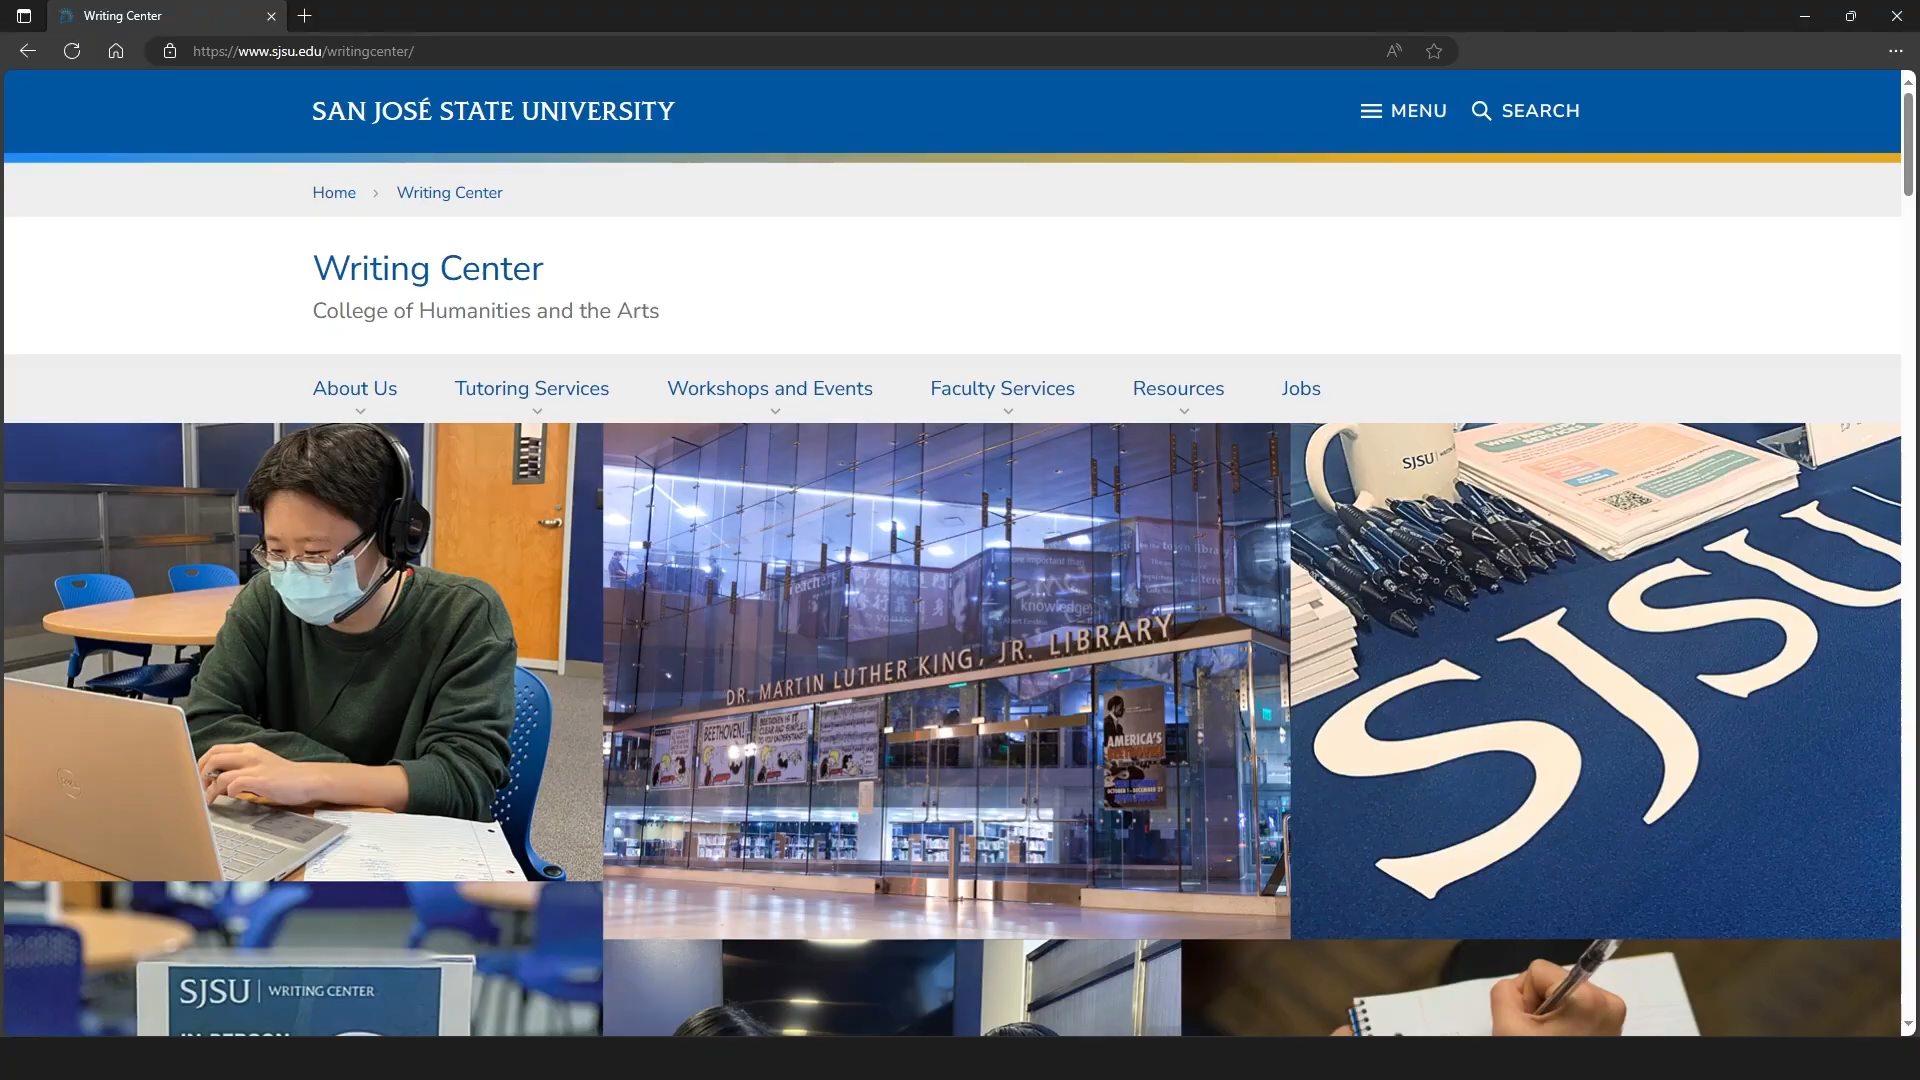 Writing Center
https://www.sjsu.edu/writingcenter/
SAN JOSÉ STATE UNIVERSITY
MENU
SEARCH
Home
Writing Center
Writing Center
College of Humanities and the Arts
About Us
Tutoring Services
Workshops and Events
Faculty Services
Resources
Jobs
SJSU
knowledge
DR. MARTIN LUTHER KING, JR. LIBRARY
BEETHOVEN!
AMERICA'S
SJSU
SJSU | WRITING CENTER